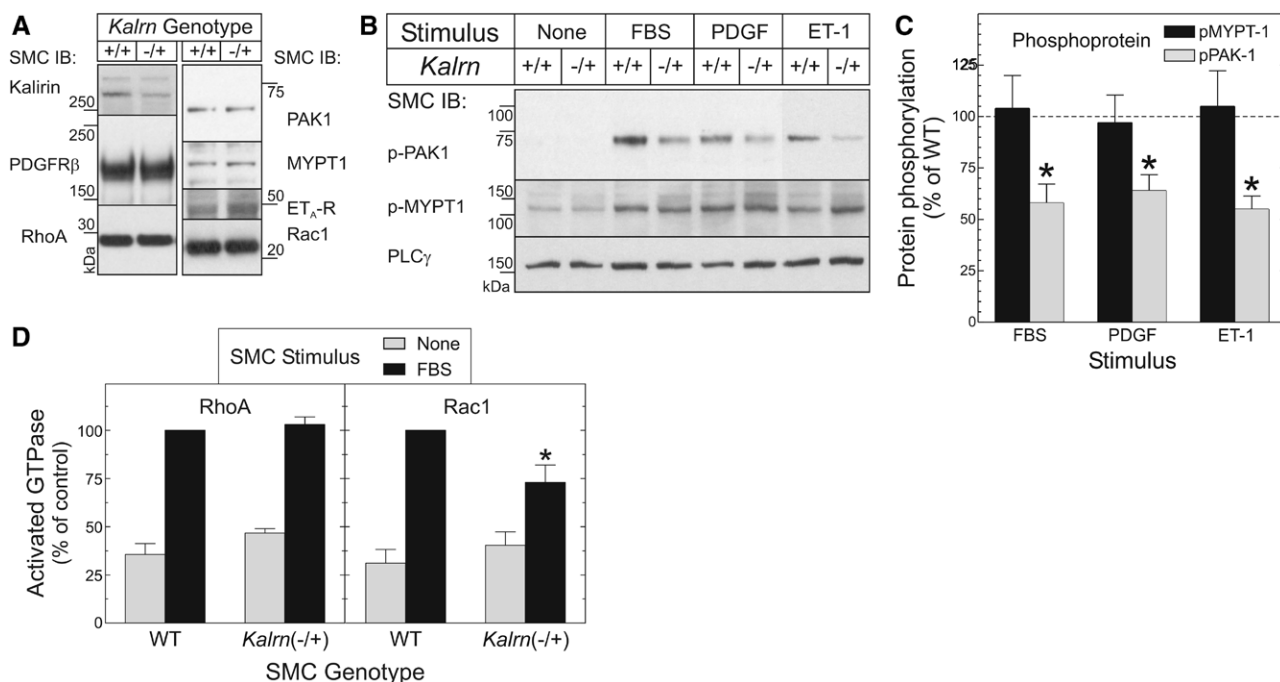 A
Kalrn Genotype
+/+ -/+ +/+ -/+
SMC IB: SMC IB:
Kalirin
250
75
PAK1
250
PDGFRβ
MYPT1
150
50
ETA-R
30
RhoA
Rac1
20
kDa
B
Stimulus None FBS PDGF ET-1
Kalrn +/+ -/+ +/+ -/+ +/+ -/+ +/+ -/+
SMC IB:
100
75
p-PAK1
150
p-MYPT1
100
PLCγ
150
kDa
C
Phosphoprotein
pMYPT-1
pPAK-1
Protein phosphorylation
(% of WT)
125
100
75
50
25
0
* * *
FBS PDGF ET-1
Stimulus
D
SMC Stimulus
None
FBS
RhoA Rac1
Activated GTPase
(% of control)
100
75
50
25
0
*
WT Kalrn(-/+) WT Kalrn(-/+)
SMC Genotype